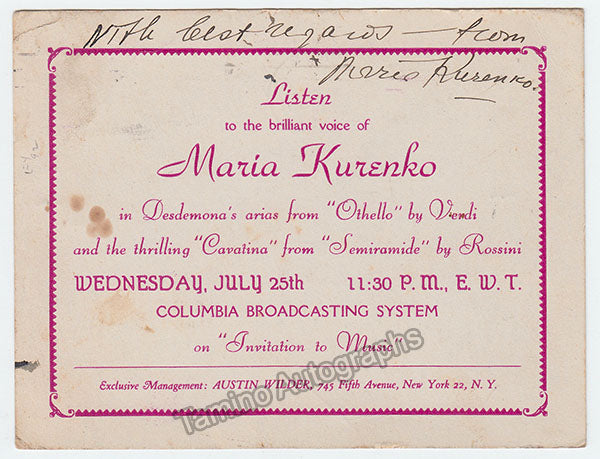 With best regards — from
Maria Kurenko.
Listen
to the brilliant voice of
Maria Kurenko
in Desdemona's arias from "Othello" by Verdi
and the thrilling "Cavatina" from "Semiramide" by Rossini
WEDNESDAY, JULY 25th 11:30 P. M., E. W. T.
COLUMBIA BROADCASTING SYSTEM
on "Invitation to Music"
Exclusive Management: AUSTIN WILDER, 745 Fifth Avenue, New York 22, N. Y.
Tamino Autographs